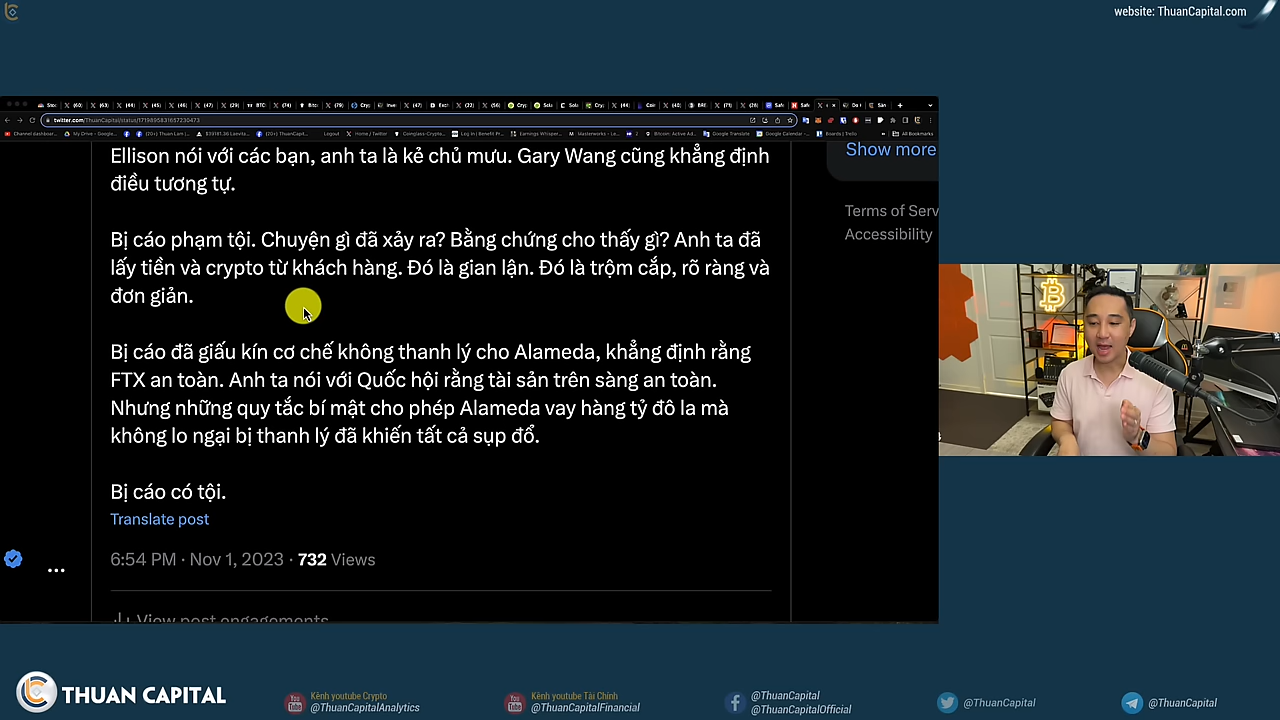 website: ThuanCapital.com
twitter.com/ThuanCapital/status/1719895831657230473
Ellison nói với các bạn, anh ta là kẻ chủ mưu. Gary Wang cũng khẳng định
điều tương tự.
Bị cáo phạm tội. Chuyện gì đã xảy ra? Bằng chứng cho thấy gì? Anh ta đã
lấy tiền và crypto từ khách hàng. Đó là gian lận. Đó là trộm cắp, rõ ràng và
đơn giản.
Bị cáo đã giấu kín cơ chế không thanh lý cho Alameda, khẳng định rằng
FTX an toàn. Anh ta nói với Quốc hội rằng tài sản trên sàng an toàn.
Nhưng những quy tắc bí mật cho phép Alameda vay hàng tỷ đô la mà
không lo ngại bị thanh lý đã khiến tất cả sụp đổ.
Bị cáo có tội.
Translate post
6:54 PM · Nov 1, 2023 · 732 Views
View post engagements
Show more
Terms of Serv
Accessibility
THUAN CAPITAL
Kênh youtube Crypto
@ThuanCapitalAnalytics
Kênh youtube Tài Chính
@ThuanCapitalFinancial
@ThuanCapital
@ThuanCapitalOfficial
@ThuanCapital
@ThuanCapital